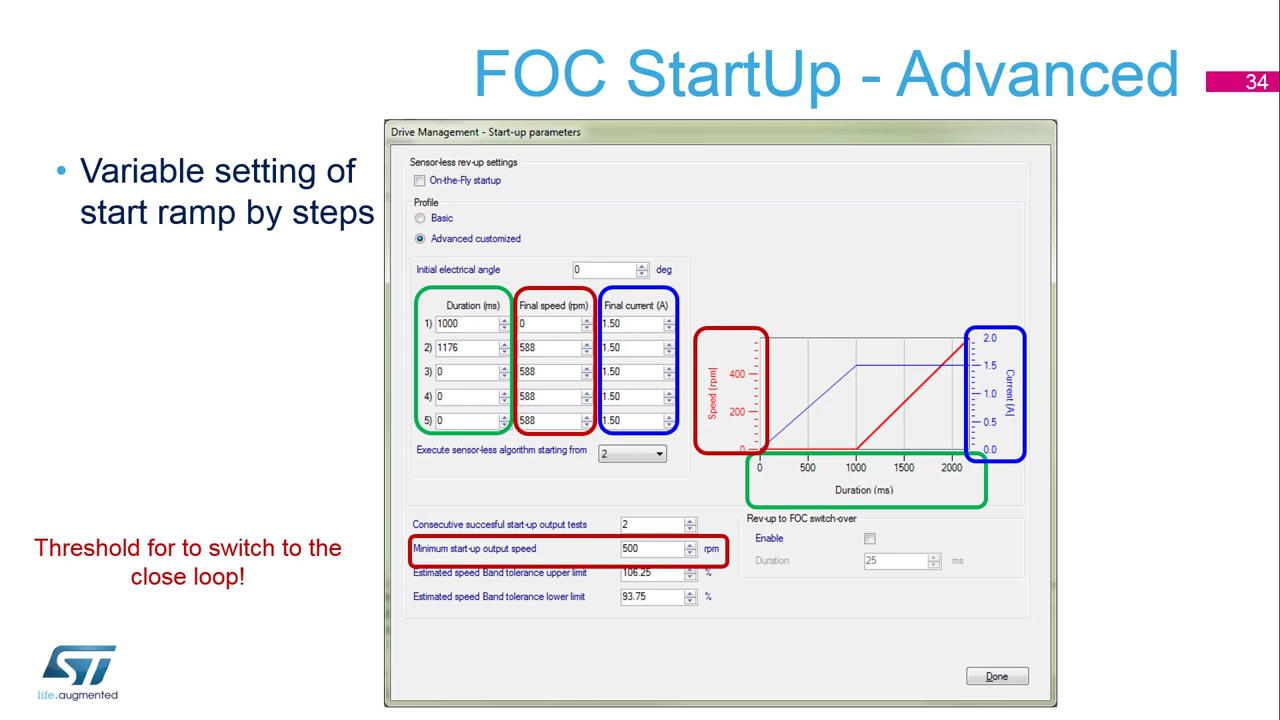 FOC StartUp - Advanced
34
• Variable setting of
start ramp by steps
Drive Management - Start-up parameters
Sensor-less rev-up settings
On-the-Fly startup
Profile
Basic
Advanced customized
Initial electrical angle 0 deg
Duration (ms) Final speed (rpm) Final current (A)
1) 1000 0 1.50
2) 1176 588 1.50
3) 0 588 1.50
4) 0 588 1.50
5) 0 588 1.50
Execute sensor-less algorithm starting from 2
Speed (rpm)
400
200
0
2.0
1.5
1.0
0.5
0.0
Current (A)
0 500 1000 1500 2000
Duration (ms)
Consecutive succesful start-up output tests 2
Minimum start-up output speed 500 rpm
Estimated speed Band tolerance upper limit 106.25 %
Estimated speed Band tolerance lower limit 93.75 %
Rev-up to FOC switch-over
Enable
Duration 25 ms
Done
Threshold for to switch to the
close loop!
ST
life.augmented